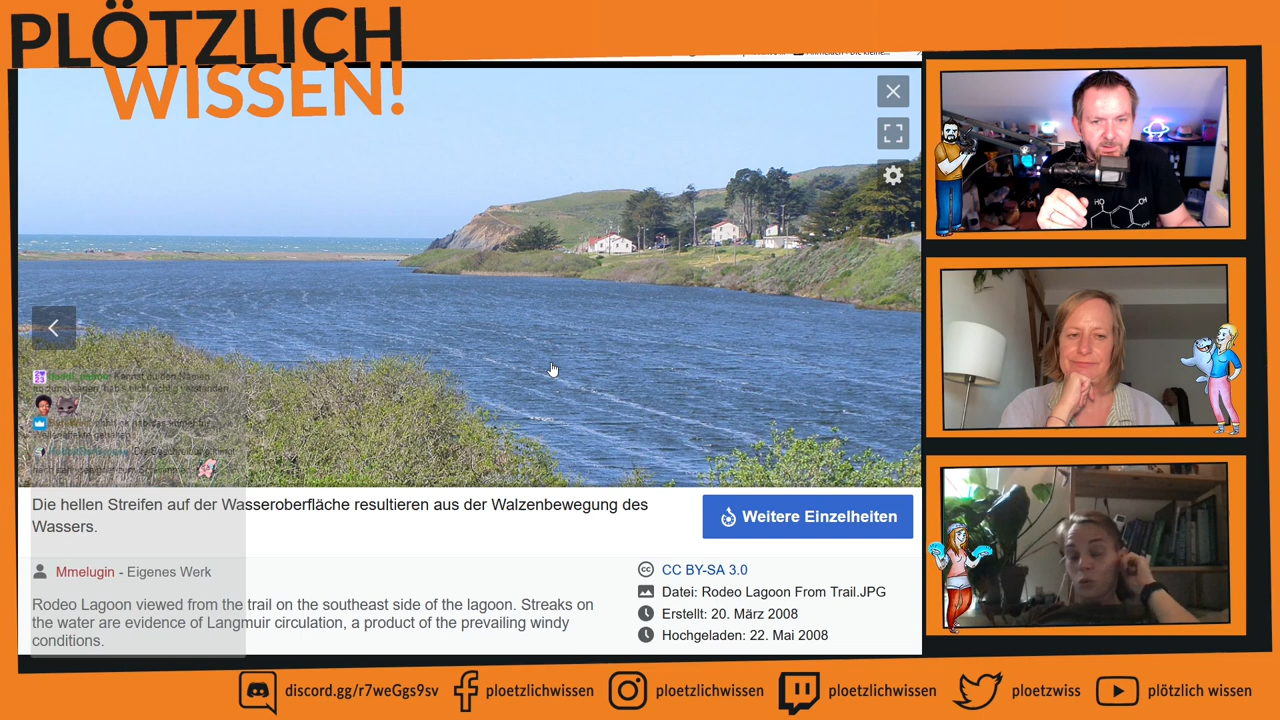 PLÖTZLICH
WISSEN!
HO
OH
Die hellen Streifen auf der Wasseroberfläche resultieren aus der Walzenbewegung des
Wassers.
Weitere Einzelheiten
Mmelugin - Eigenes Werk
Rodeo Lagoon viewed from the trail on the southeast side of the lagoon. Streaks on
the water are evidence of Langmuir circulation, a product of the prevailing windy
conditions.
CC BY-SA 3.0
Datei: Rodeo Lagoon From Trail.JPG
Erstellt: 20. März 2008
Hochgeladen: 22. Mai 2008
discord.gg/r7weGgs9sv
ploetzlichwissen
ploetzlichwissen
ploetzlichwissen
ploetzwiss
plötzlich wissen